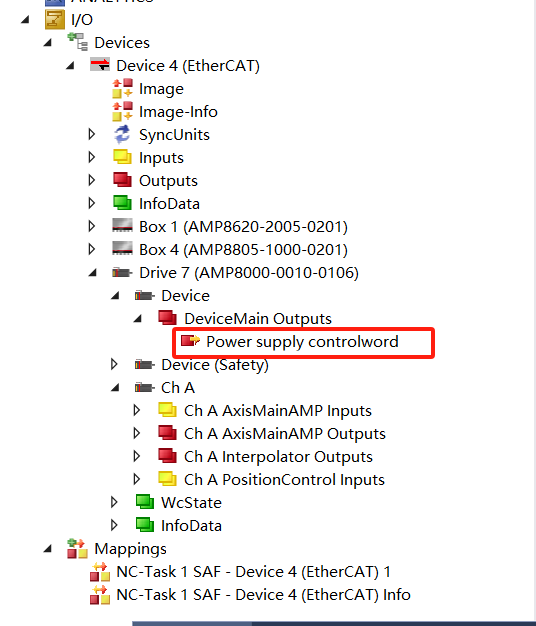 I/O
Devices
Device 4 (EtherCAT)
Image
Image-Info
SyncUnits
Inputs
Outputs
InfoData
Box 1 (AMP8620-2005-0201)
Box 4 (AMP8805-1000-0201)
Drive 7 (AMP8000-0010-0106)
Device
DeviceMain Outputs
Power supply controlword
Device (Safety)
Ch A
Ch A AxisMainAMP Inputs
Ch A AxisMainAMP Outputs
Ch A Interpolator Outputs
Ch A PositionControl Inputs
WcState
InfoData
Mappings
NC-Task 1 SAF - Device 4 (EtherCAT) 1
NC-Task 1 SAF - Device 4 (EtherCAT) Info